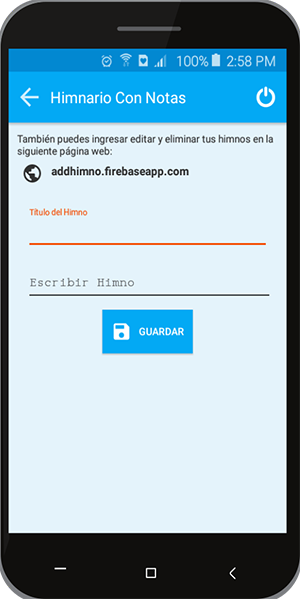 100% 2:58 PM
Himnario Con Notas
También puedes ingresar editar y eliminar tus himnos en la
siguiente página web:
addhimno.firebaseapp.com
Título del Himno
Escribir Himno
GUARDAR